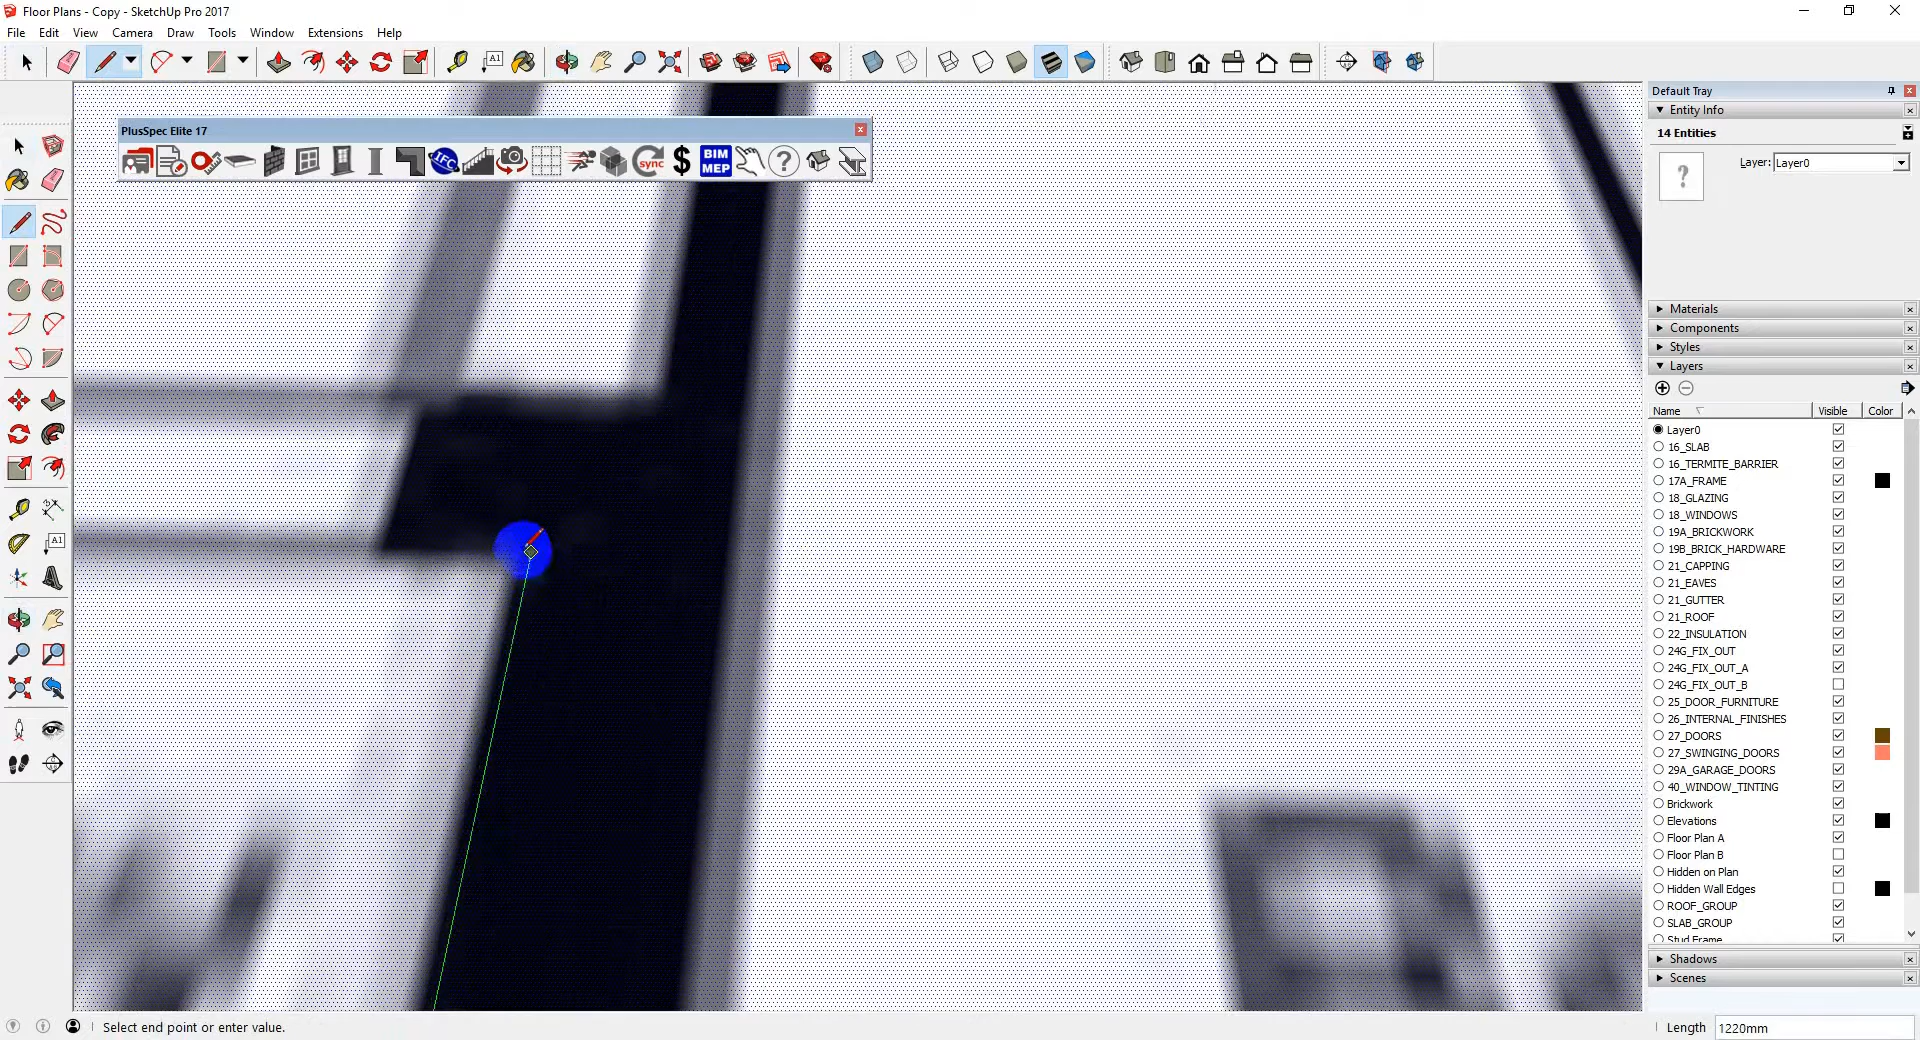 Floor Plans - Copy - SketchUp Pro 2017
File Edit View Camera Draw Tools Window Extensions Help
A1
Default Tray
Entity Info
14 Entities
Layer: Layer0
PlusSpec Elite 17
IFC
sync
$
BIM
MEP
?
?
Materials
Components
Styles
Layers
Name Visible Color
Layer0
16_SLAB
16_TERMITE_BARRIER
17A_FRAME
18_GLAZING
18_WINDOWS
19A_BRICKWORK
19B_BRICK_HARDWARE
21_CAPPING
21_EAVES
21_GUTTER
21_ROOF
22_INSULATION
24G_FIX_OUT
24G_FIX_OUT_A
24G_FIX_OUT_B
25_DOOR_FURNITURE
26_INTERNAL_FINISHES
27_DOORS
27_SWINGING_DOORS
29A_GARAGE_DOORS
40_WINDOW_TINTING
Brickwork
Elevations
Floor Plan A
Floor Plan B
Hidden on Plan
Hidden Wall Edges
ROOF_GROUP
SLAB_GROUP
Stud Frame
Shadows
Scenes
A1
Select end point or enter value.
Length 1220mm